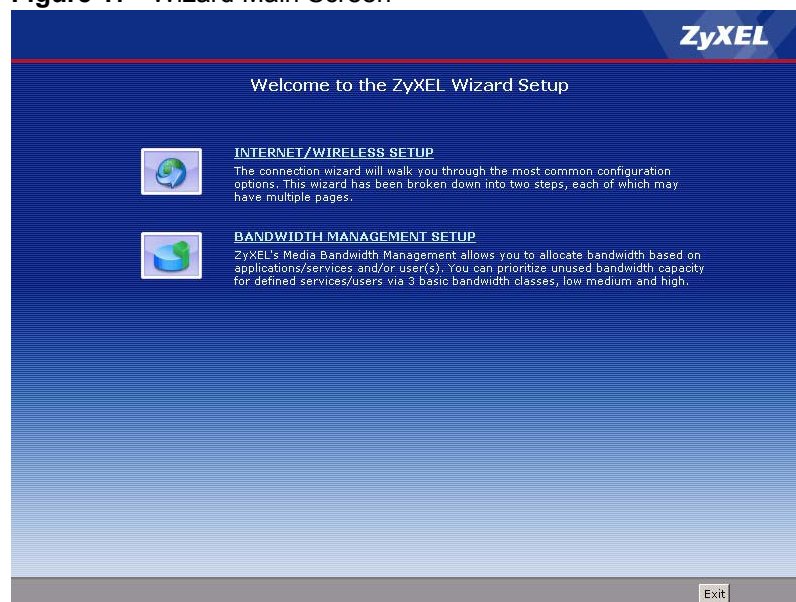 Wizard Main Screen
ZyXEL
Welcome to the ZyXEL Wizard Setup
INTERNET/WIRELESS SETUP
The connection wizard will walk you through the most common configuration
options. This wizard has been broken down into two steps, each of which may
have multiple pages.
BANDWIDTH MANAGEMENT SETUP
ZyXEL's Media Bandwidth Management allows you to allocate bandwidth based on
applications/services and/or user(s). You can prioritize unused bandwidth capacity
for defined services/users via 3 basic bandwidth classes, low medium and high.
Exit